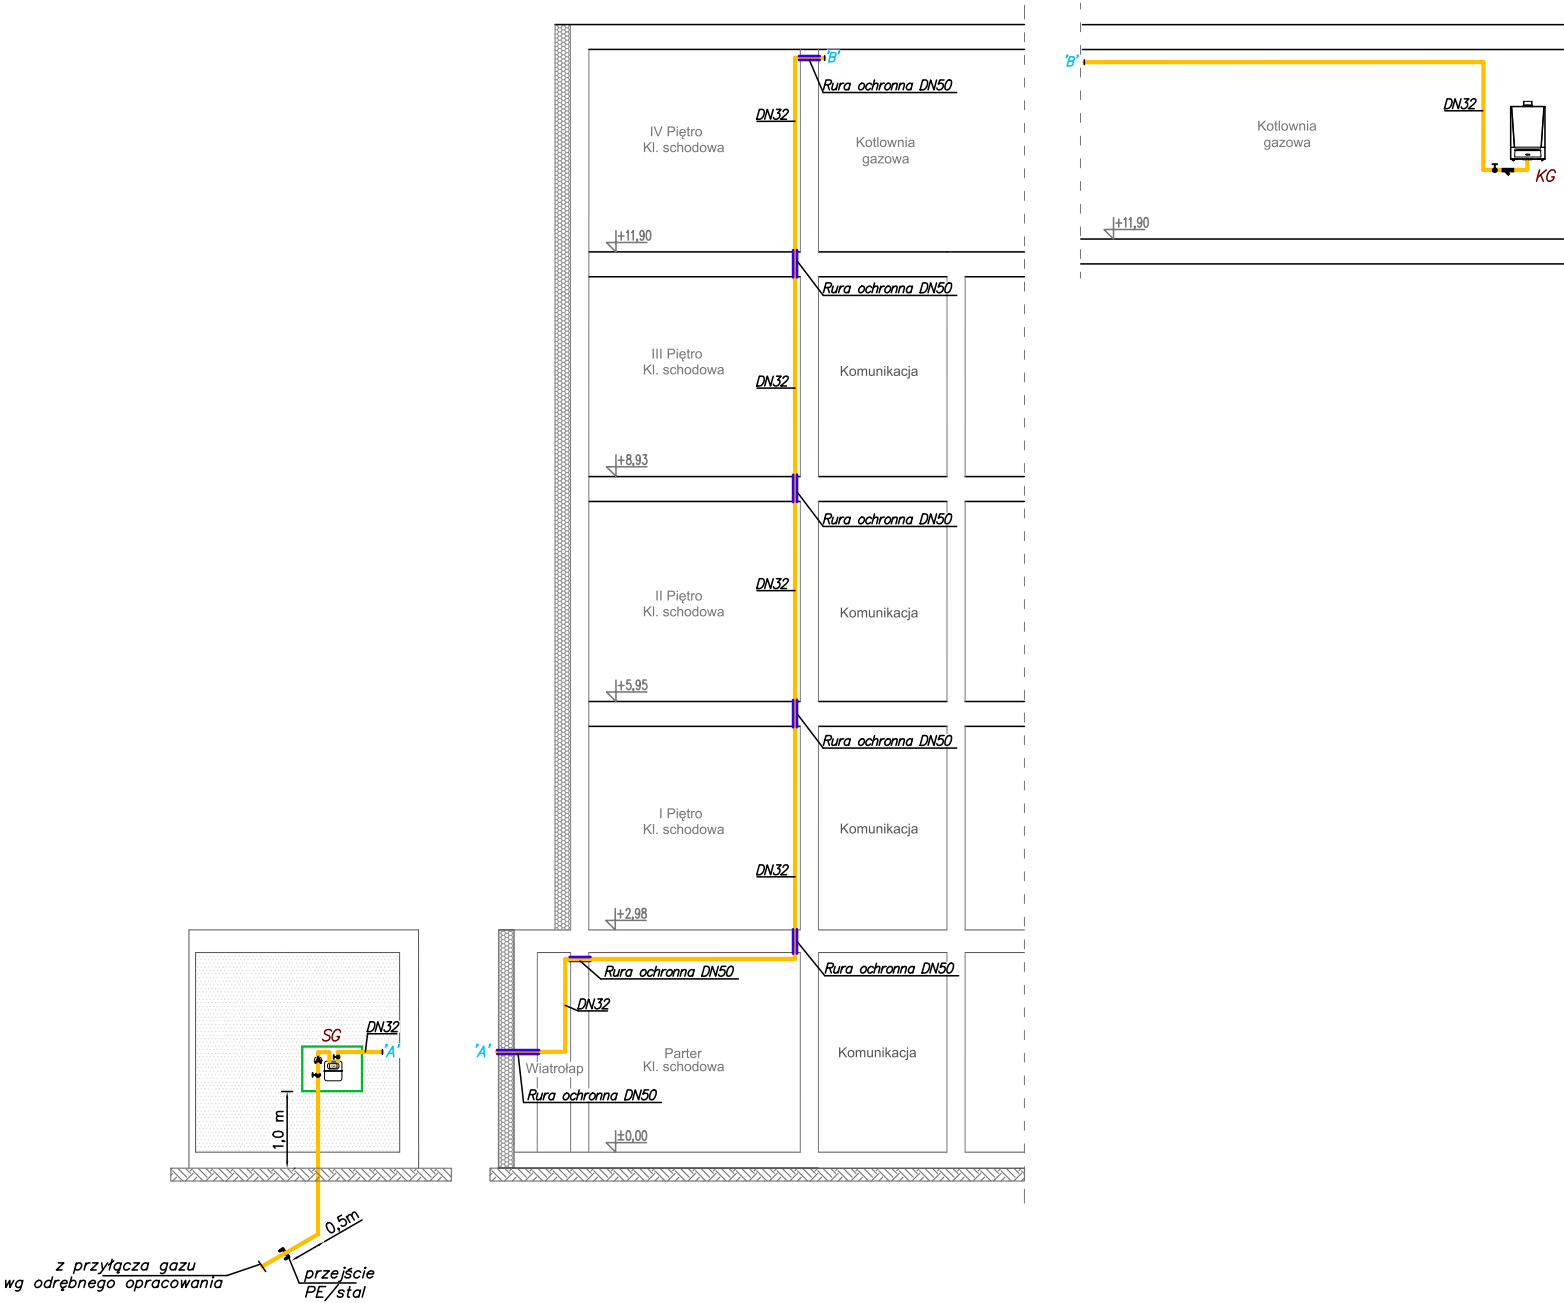 'B'
Rura ochronna DN50
DN32
IV Piętro
Kl. schodowa
Kotlownia
gazowa
+11,90
'B'
DN32
Kotlownia
gazowa
KG
+11,90
Rura ochronna DN50
III Piętro
Kl. schodowa
Komunikacja
DN32
+8,93
Rura ochronna DN50
DN32
II Piętro
Kl. schodowa
Komunikacja
+5,95
Rura ochronna DN50
I Piętro
Kl. schodowa
Komunikacja
DN32
+2,98
Rura ochronna DN50
Rura ochronna DN50
DN32
'A'
Wiatrołap
Parter
Kl. schodowa
Komunikacja
Rura ochronna DN50
±0,00
SG
DN32
'A'
1,0 m
0,5m
z przyłącza gazu
wg odrębnego opracowania
przejście
PE/stal